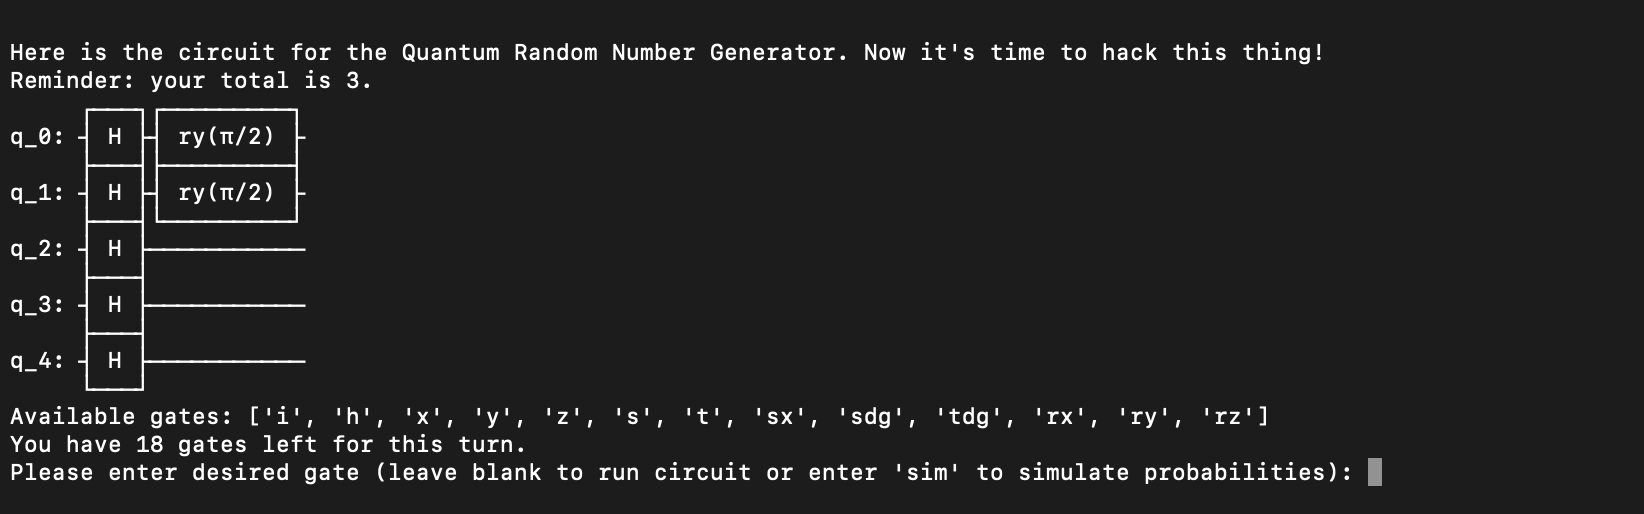 Here is the circuit for the Quantum Random Number Generator. Now it's time to hack this thing!
Reminder: your total is 3.
q_0: H ry(π/2)
q_1: H ry(π/2)
q_2: H
q_3: H
q_4: H
Available gates: ['i', 'h', 'x', 'y', 'z', 's', 't', 'sx', 'sdg', 'tdg', 'rx', 'ry', 'rz']
You have 18 gates left for this turn.
Please enter desired gate (leave blank to run circuit or enter 'sim' to simulate probabilities):